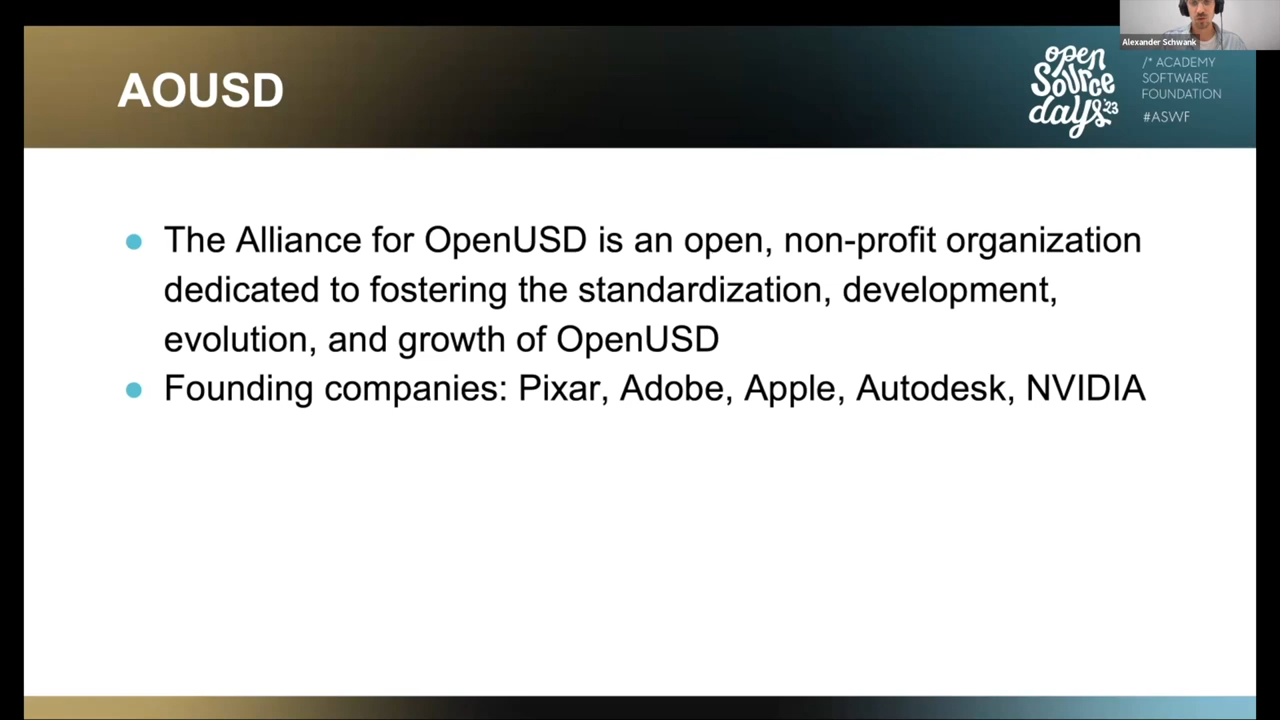 Alexander Schwank
AOUSD
open
source
days '23
/* ACADEMY
SOFTWARE
FOUNDATION
#ASWF
● The Alliance for OpenUSD is an open, non-profit organization
dedicated to fostering the standardization, development,
evolution, and growth of OpenUSD
● Founding companies: Pixar, Adobe, Apple, Autodesk, NVIDIA